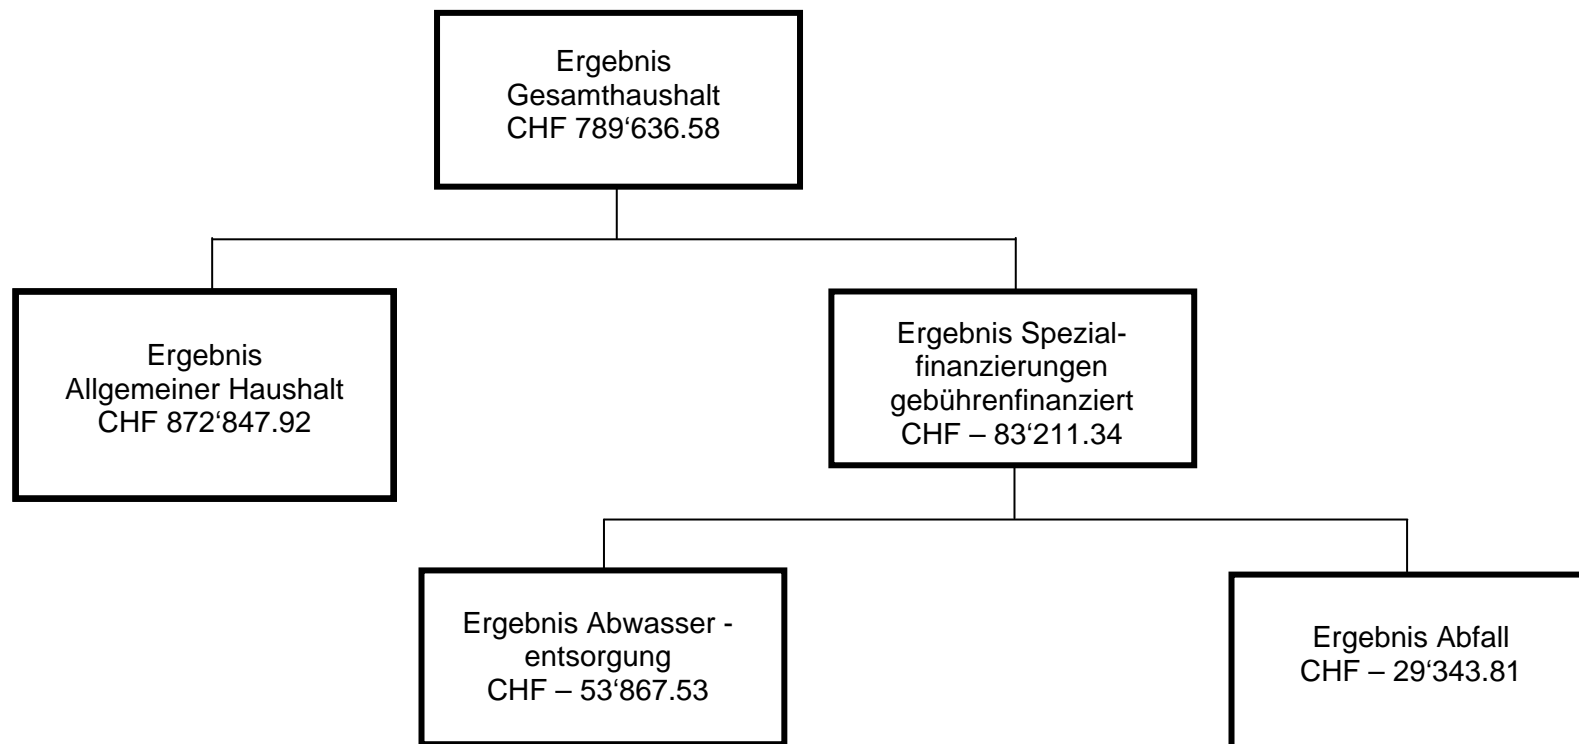 Ergebnis
Gesamthaushalt
CHF 789‘636.58
Ergebnis
Allgemeiner Haushalt
CHF 872‘847.92
Ergebnis Spezial-
finanzierungen
gebührenfinanziert
CHF – 83‘211.34
Ergebnis Abwasser -
entsorgung
CHF – 53‘867.53
Ergebnis Abfall
CHF – 29‘343.81